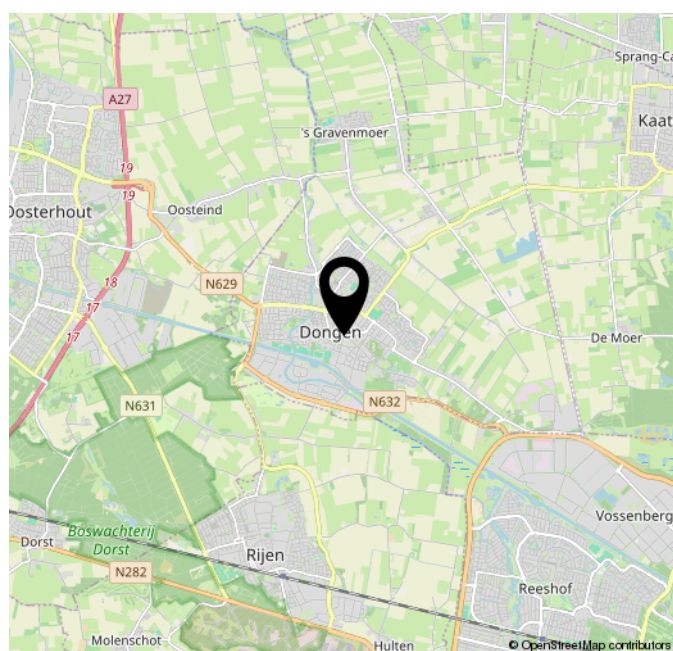 Sprang-Ca
A27
Kaat
's Gravenmoer
19
19
Oosterhout
Oosteind
18
N629
17
17
Dongen
De Moer
N631
N632
Vossenberg
Boswachterij
Dorst
Dorst
Rijen
N282
Reeshof
Molenschot
Hulten
© OpenStreetMap contributors